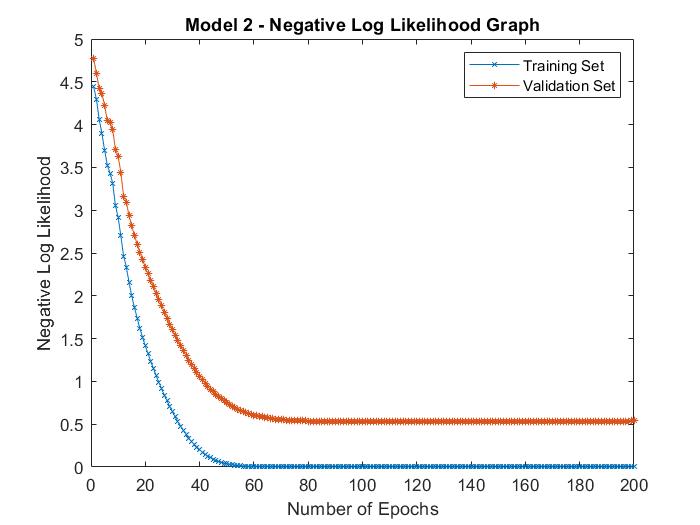 Model 2 - Negative Log Likelihood Graph
Training Set
Validation Set
Negative Log Likelihood
5
4.5
4
3.5
3
2.5
2
1.5
1
0.5
0
0 20 40 60 80 100 120 140 160 180 200
Number of Epochs